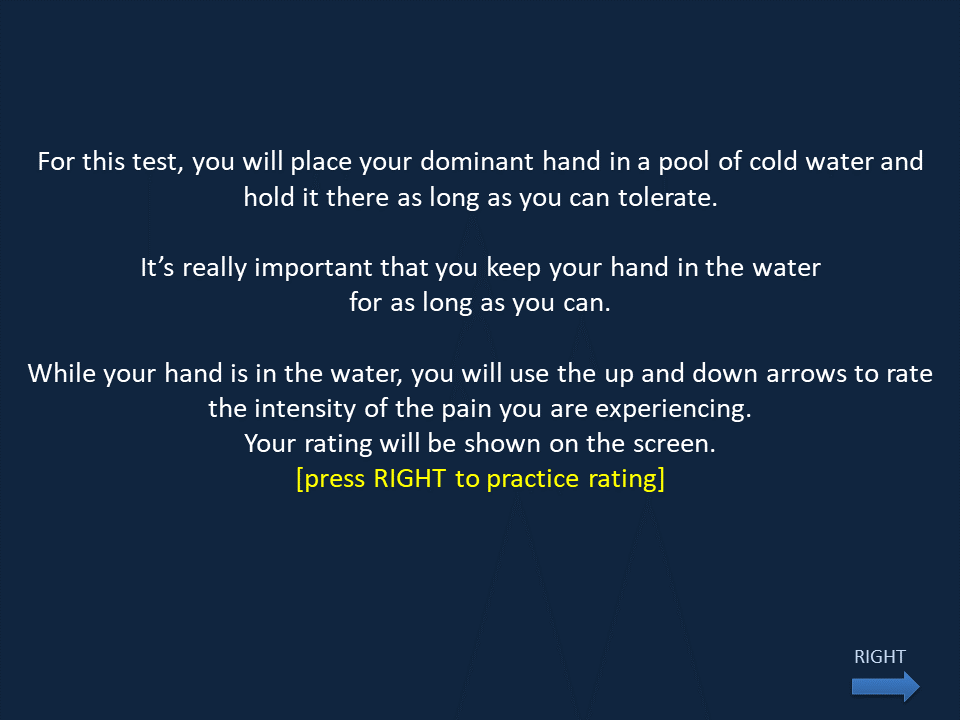 For this test, you will place your dominant hand in a pool of cold water and
hold it there as long as you can tolerate.
It’s really important that you keep your hand in the water
for as long as you can.
While your hand is in the water, you will use the up and down arrows to rate
the intensity of the pain you are experiencing.
Your rating will be shown on the screen.
[press RIGHT to practice rating]
RIGHT